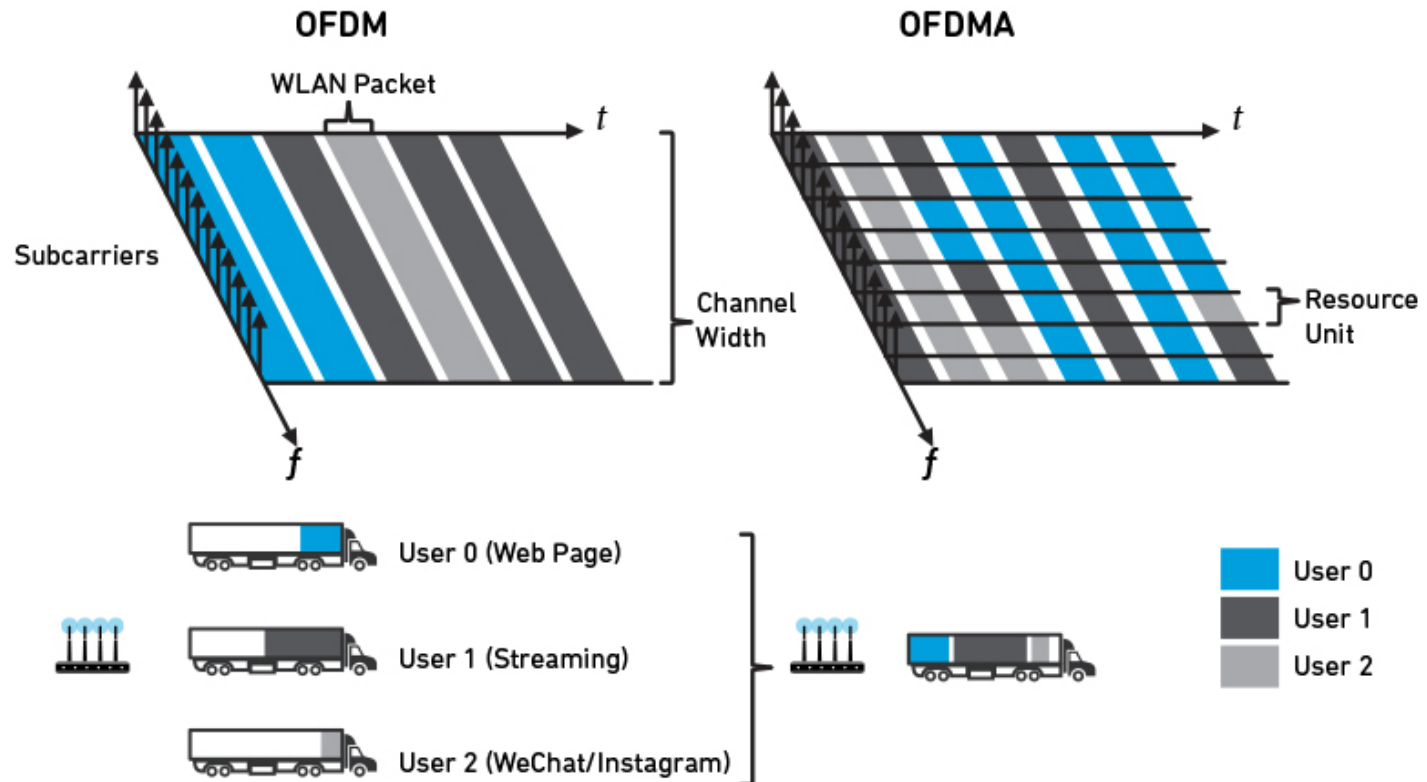 OFDM
OFDMA
WLAN Packet
t
t
Subcarriers
Channel
Width
Resource
Unit
f
f
User 0 (Web Page)
User 1 (Streaming)
User 2 (WeChat/Instagram)
User 0
User 1
User 2